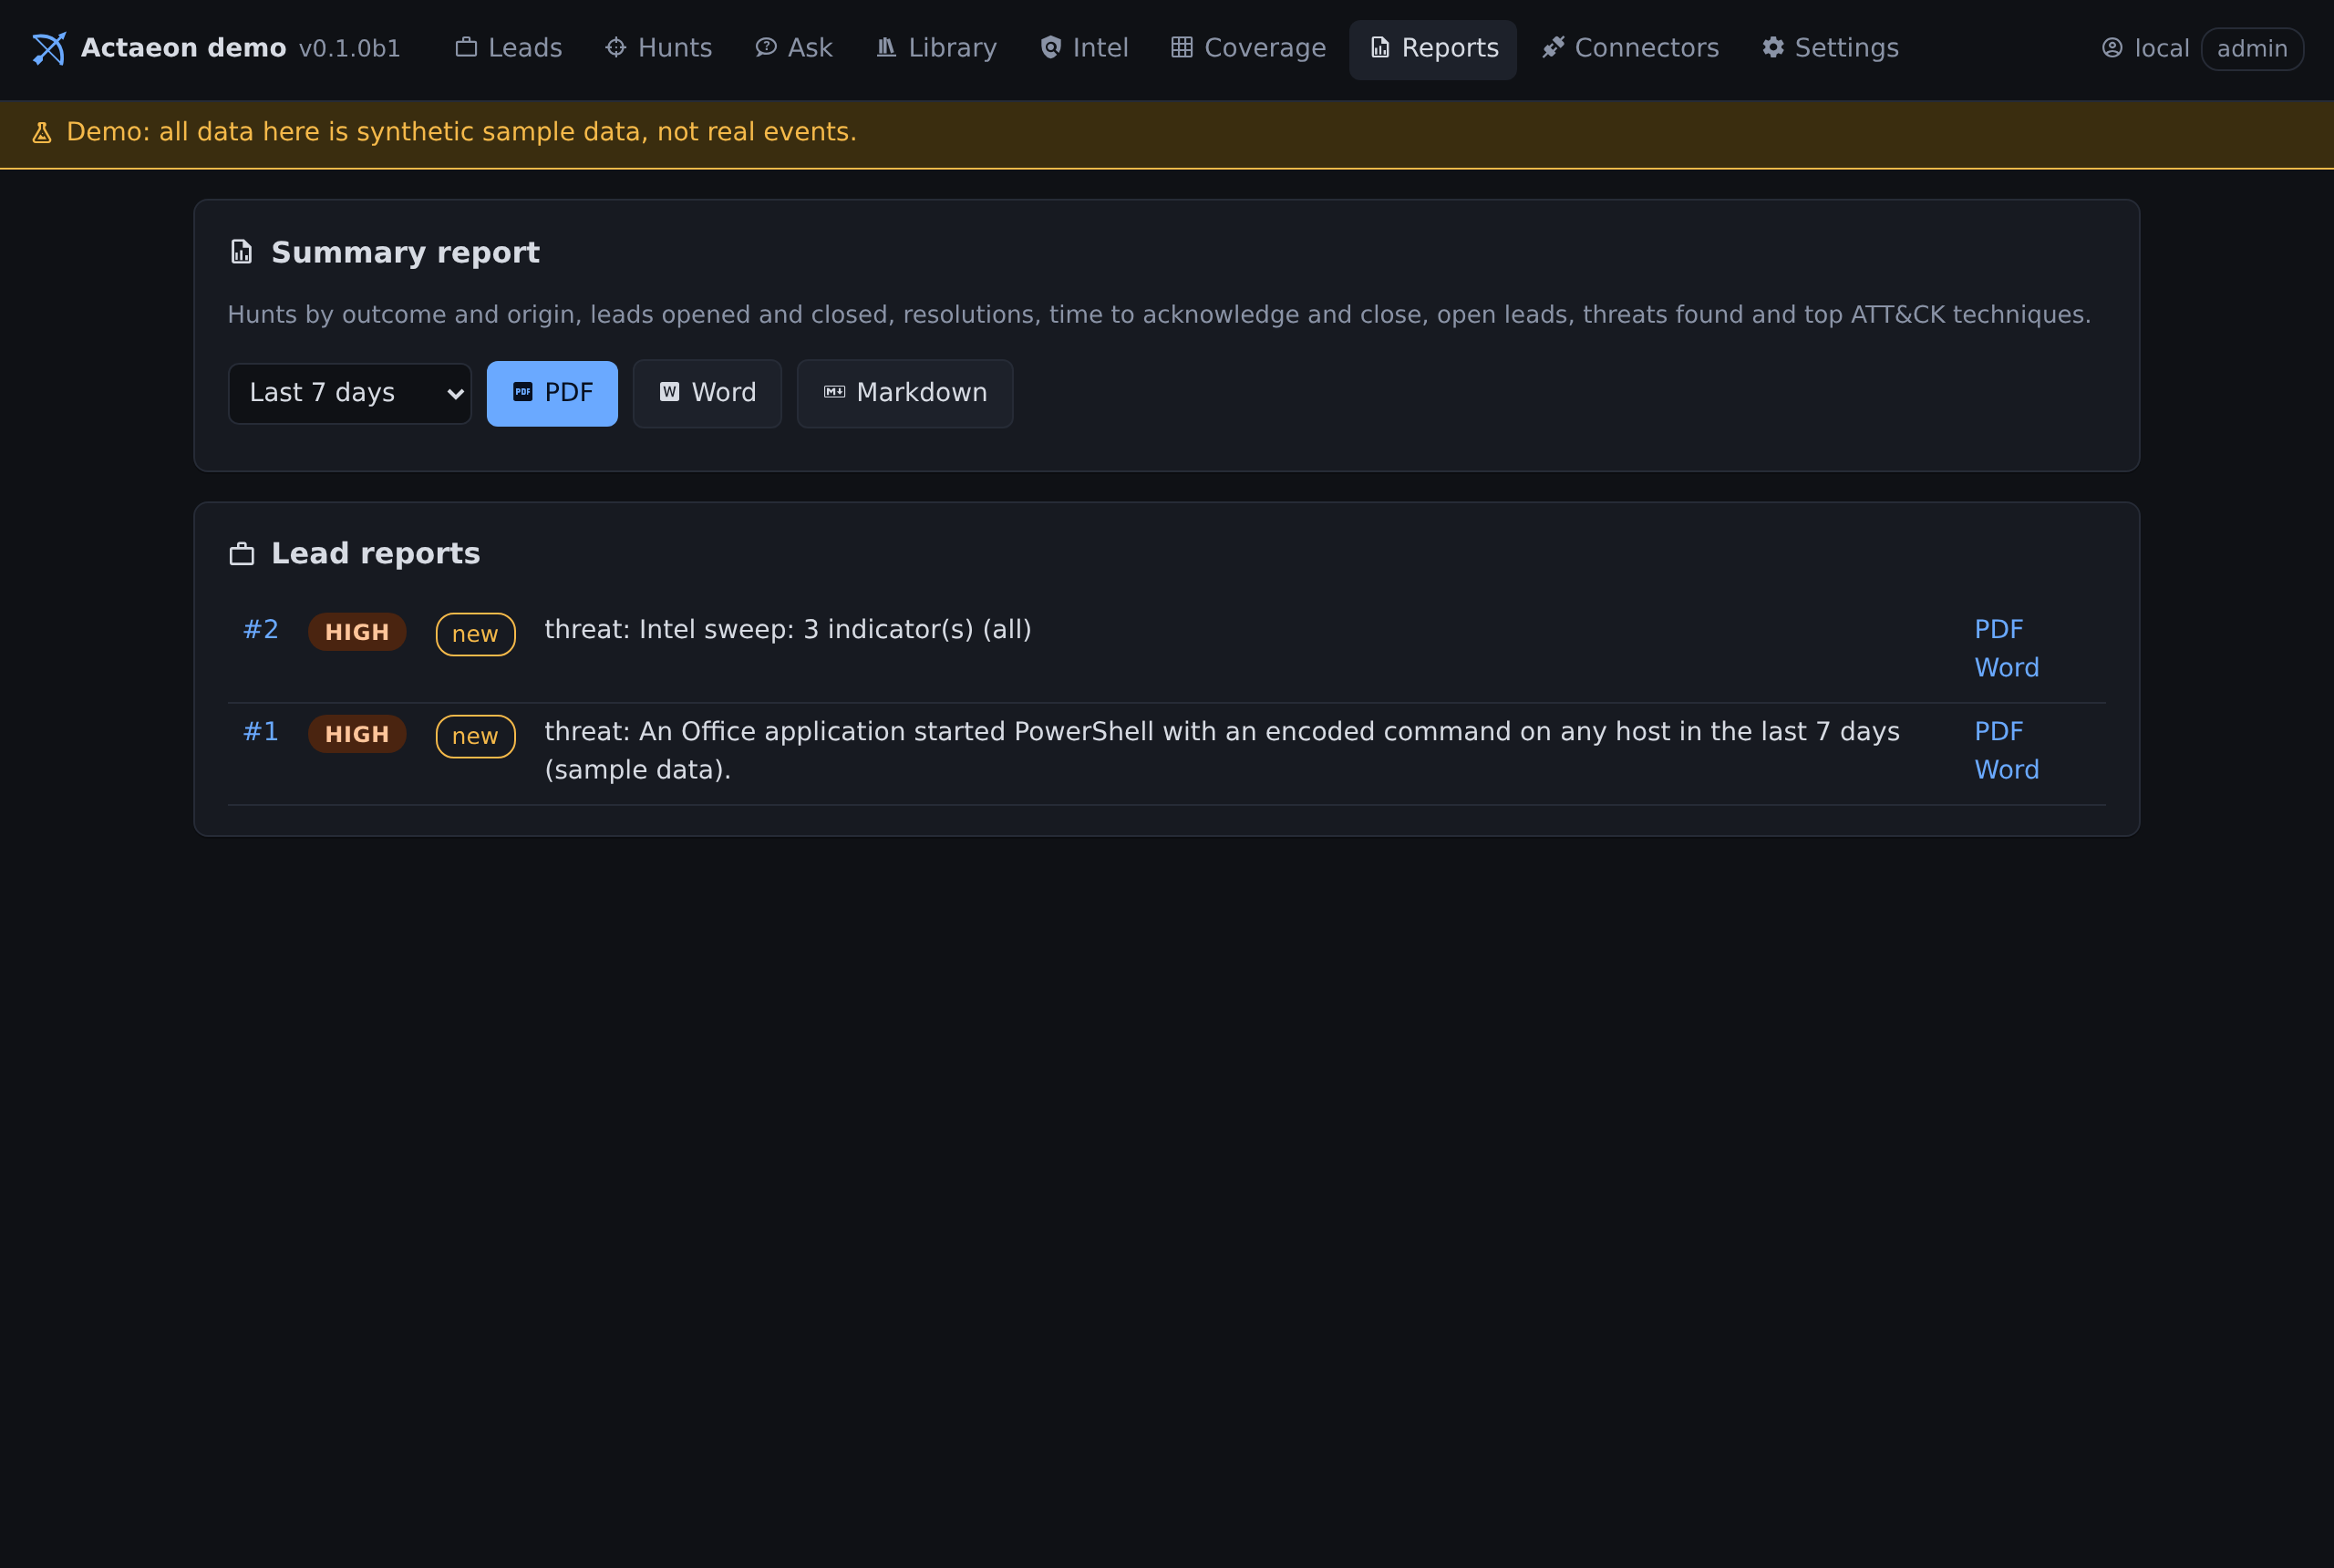 Actaeon demo v0.1.0b1 Leads Hunts Ask Library Intel Coverage Reports Connectors Settings local admin
Demo: all data here is synthetic sample data, not real events.
Summary report
Hunts by outcome and origin, leads opened and closed, resolutions, time to acknowledge and close, open leads, threats found and top ATT&CK techniques.
Last 7 days PDF Word Markdown
Lead reports
#2 HIGH new threat: Intel sweep: 3 indicator(s) (all) PDF
Word
#1 HIGH new threat: An Office application started PowerShell with an encoded command on any host in the last 7 days PDF
(sample data). Word